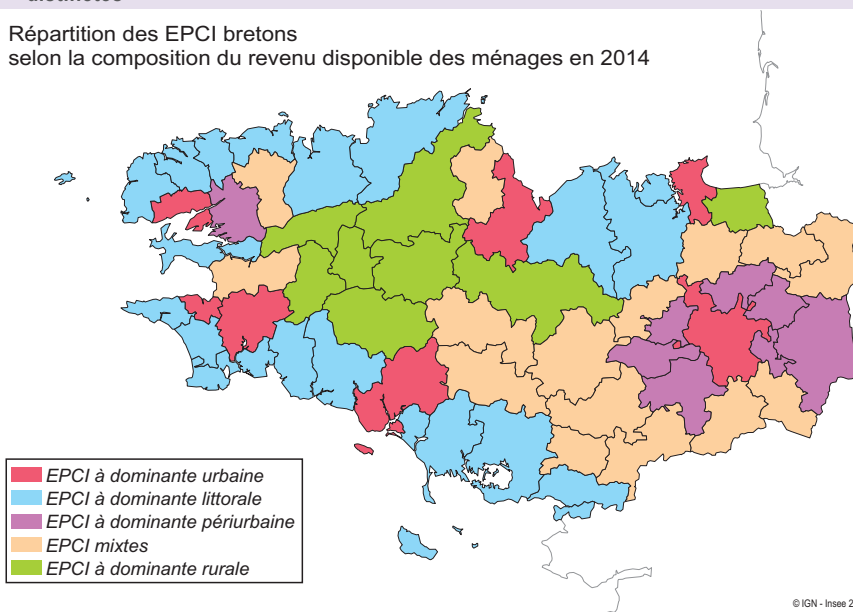 Répartition des EPCI bretons
selon la composition du revenu disponible des ménages en 2014
EPCI à dominante urbaine
EPCI à dominante littorale
EPCI à dominante périurbaine
EPCI mixtes
EPCI à dominante rurale
© IGN - Insee 2